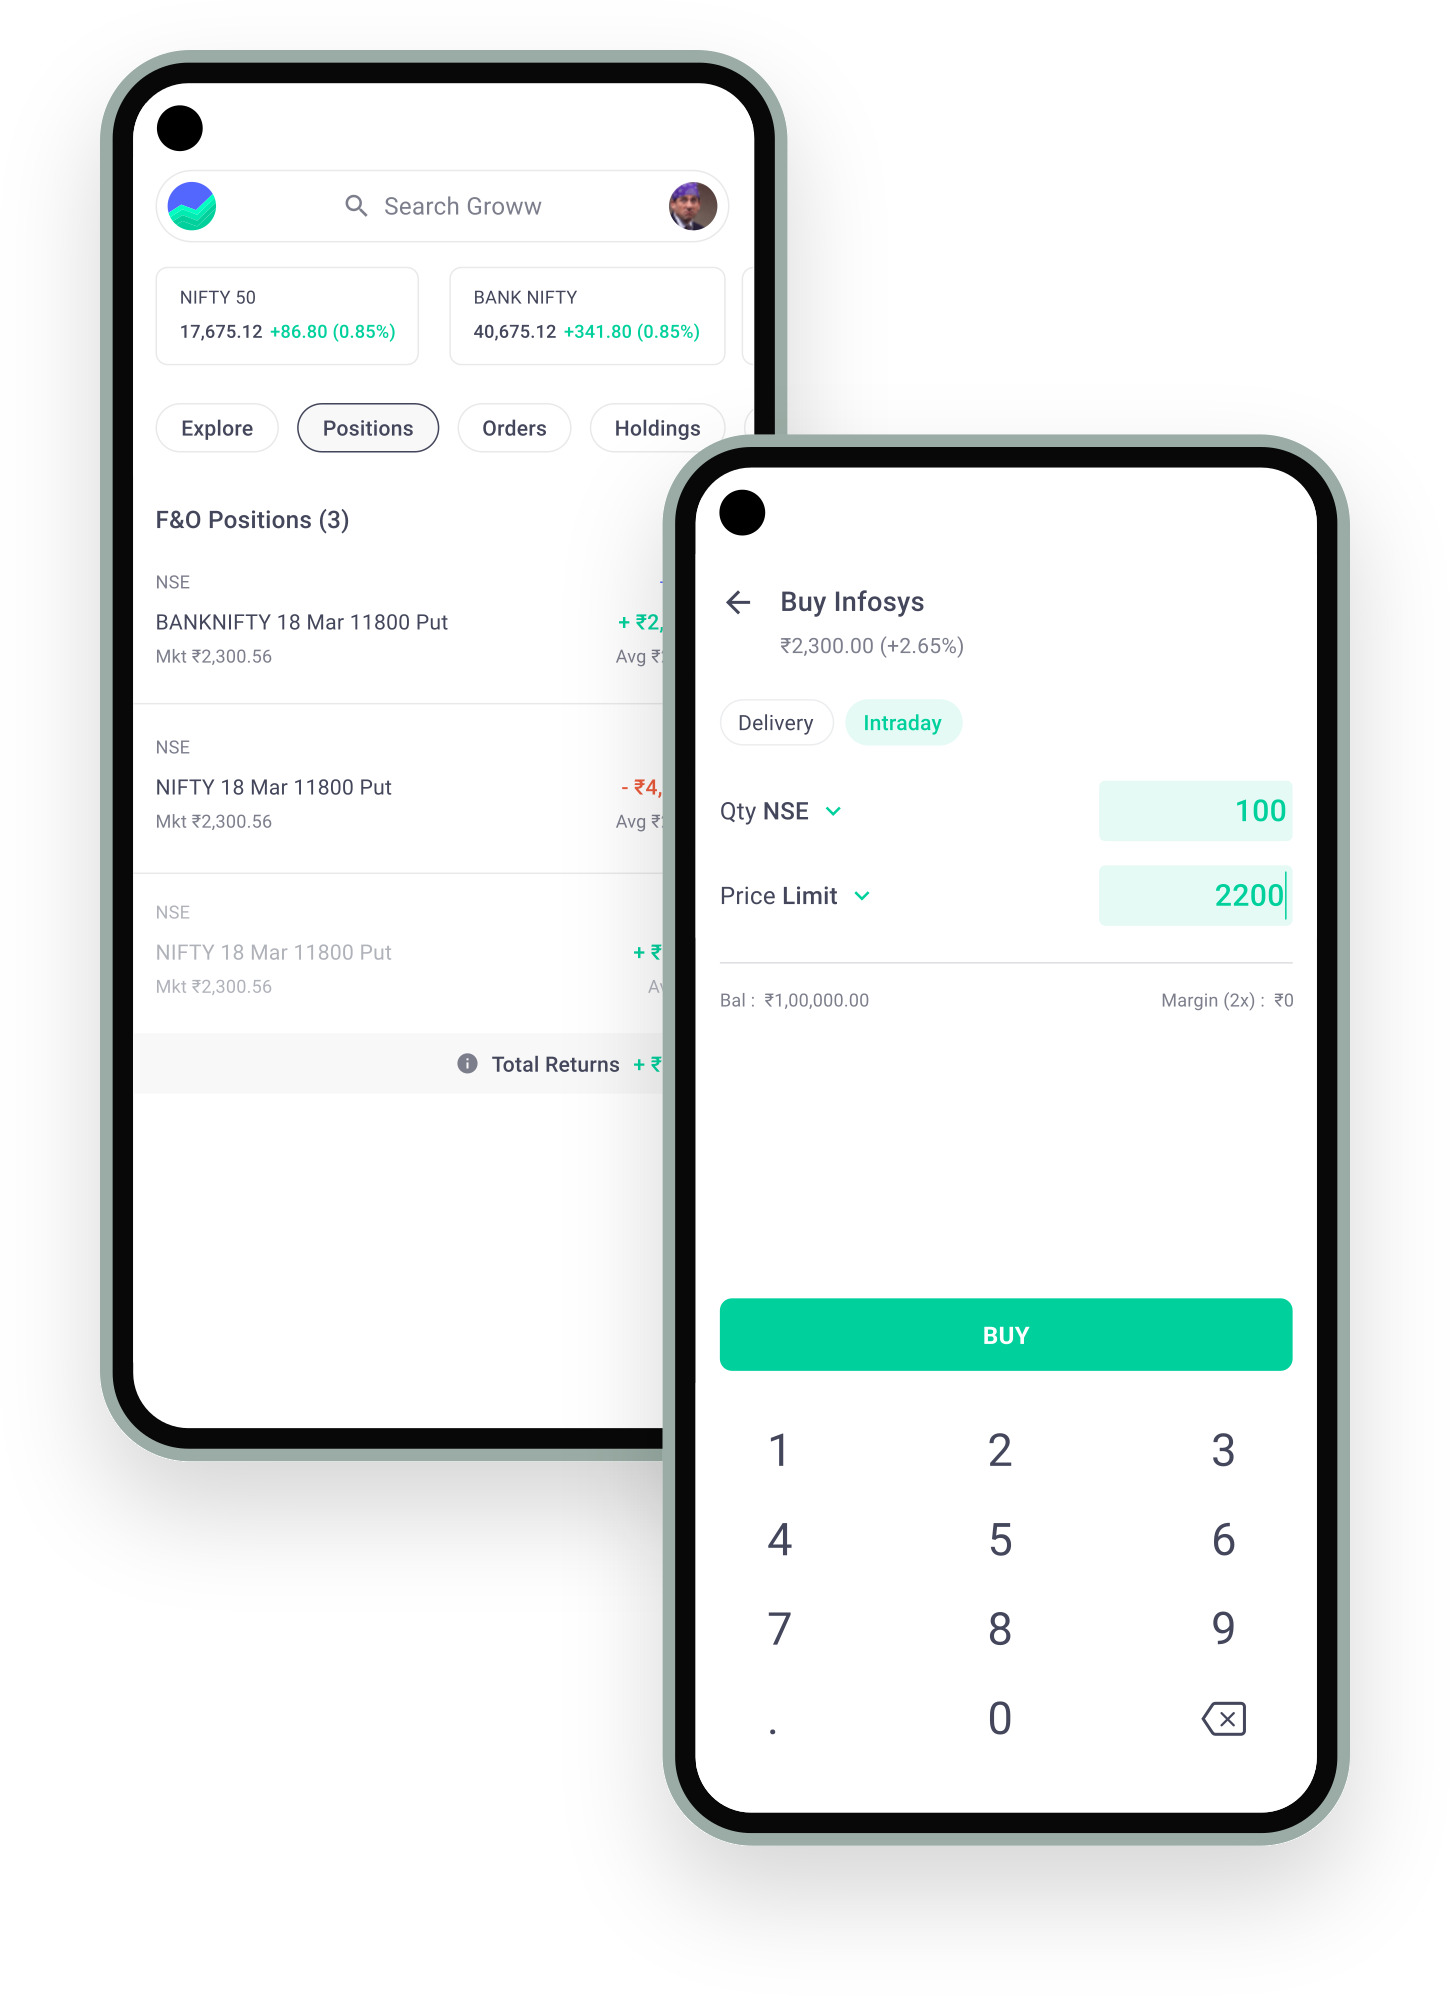 Search Groww
NIFTY 50
17,675.12 +86.80 (0.85%)
BANK NIFTY
40,675.12 +341.80 (0.85%)
Explore
Positions
Orders
Holdings
F&O Positions (3)
NSE
BANKNIFTY 18 Mar 11800 Put
+ ₹2,
Mkt ₹2,300.56
Avg ₹
NSE
NIFTY 18 Mar 11800 Put
- ₹4,
Mkt ₹2,300.56
Avg ₹
NSE
NIFTY 18 Mar 11800 Put
+ ₹
Mkt ₹2,300.56
Total Returns + ₹
Buy Infosys
₹2,300.00 (+2.65%)
Delivery
Intraday
Qty NSE
100
Price Limit
2200
Bal : ₹1,00,000.00
Margin (2x) : ₹0
BUY
1 2 3
4 5 6
7 8 9
. 0